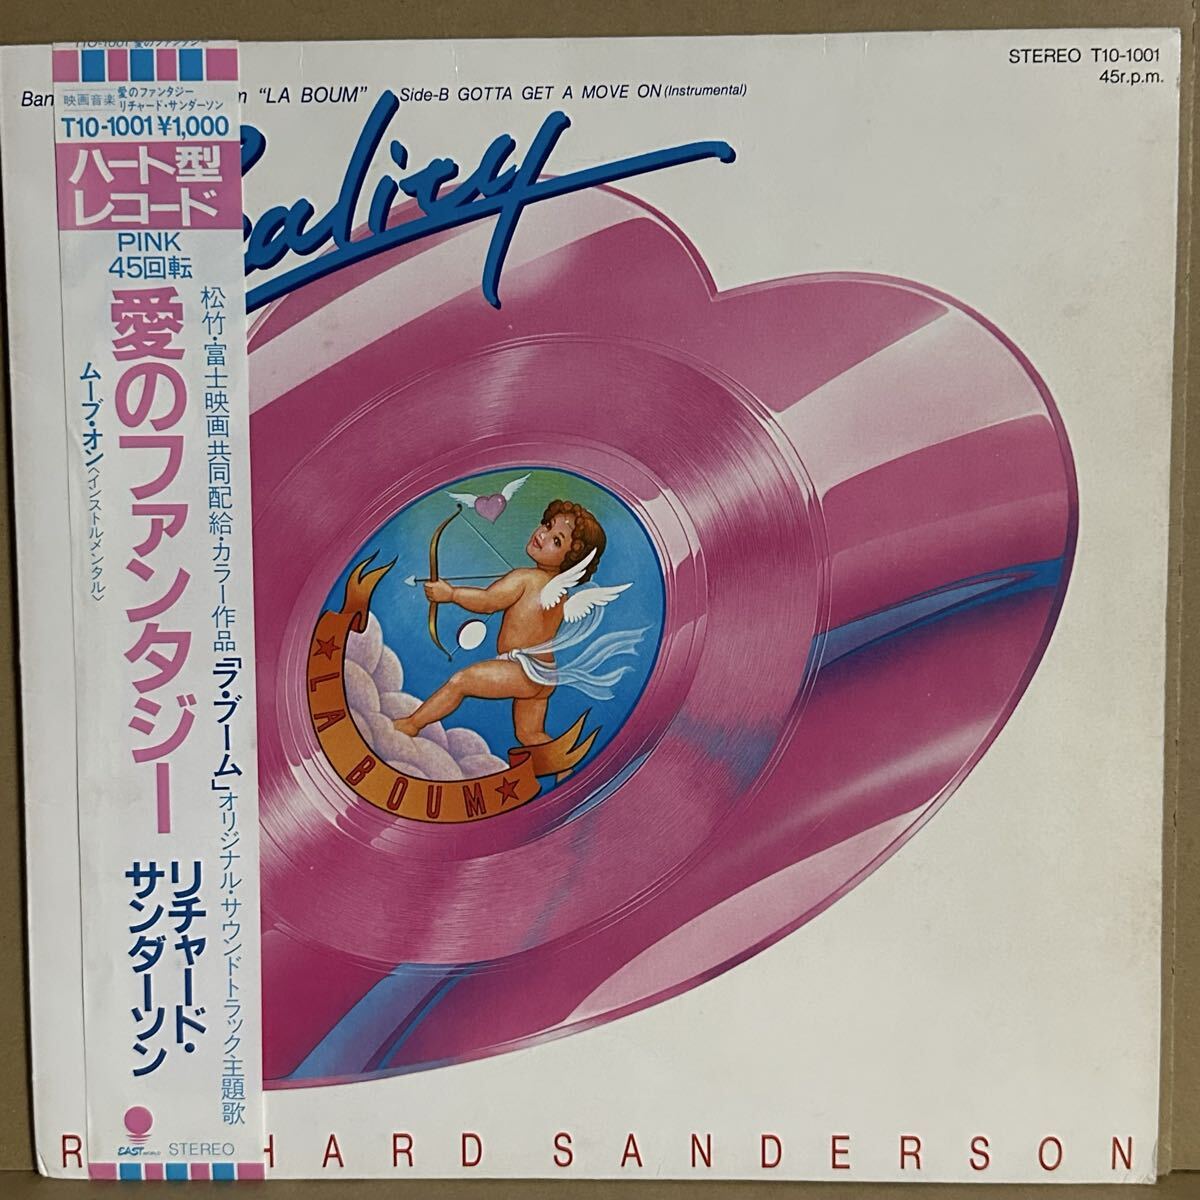 STEREO T10-1001
45r.p.m.
"LA BOUM" Side-B GOTTA GET A MOVE ON (Instrumental)
eality
T10-1001 愛のファンタジー
映画音楽
愛のファンタジー
リチャード・サンダーソン
T10-1001 ¥1,000
ハート型
レコード
PINK
45回転
松竹・富士映画共同配給・カラー作品「ラ・ブーム」オリジナル・サウンドトラック主題歌
愛のファンタジー
ムーブ・オン〈インストルメンタル〉
リチャード・
サンダーソン
EAST WORLD STEREO
★LA BOUM★
R HARD SANDERSON